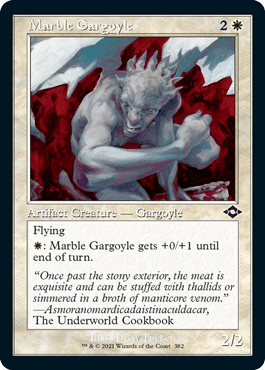 Marble Gargoyle 2
Artifact Creature — Gargoyle
Flying
: Marble Gargoyle gets +0/+1 until
end of turn.
“Once past the stony exterior, the meat is
exquisite and can be stuffed with thallids or
simmered in a broth of manticore venom.”
—Asmoranomardicadaistinaculdacar,
The Underworld Cookbook
2/2
™ & © 2021 Wizards of the Coast 382